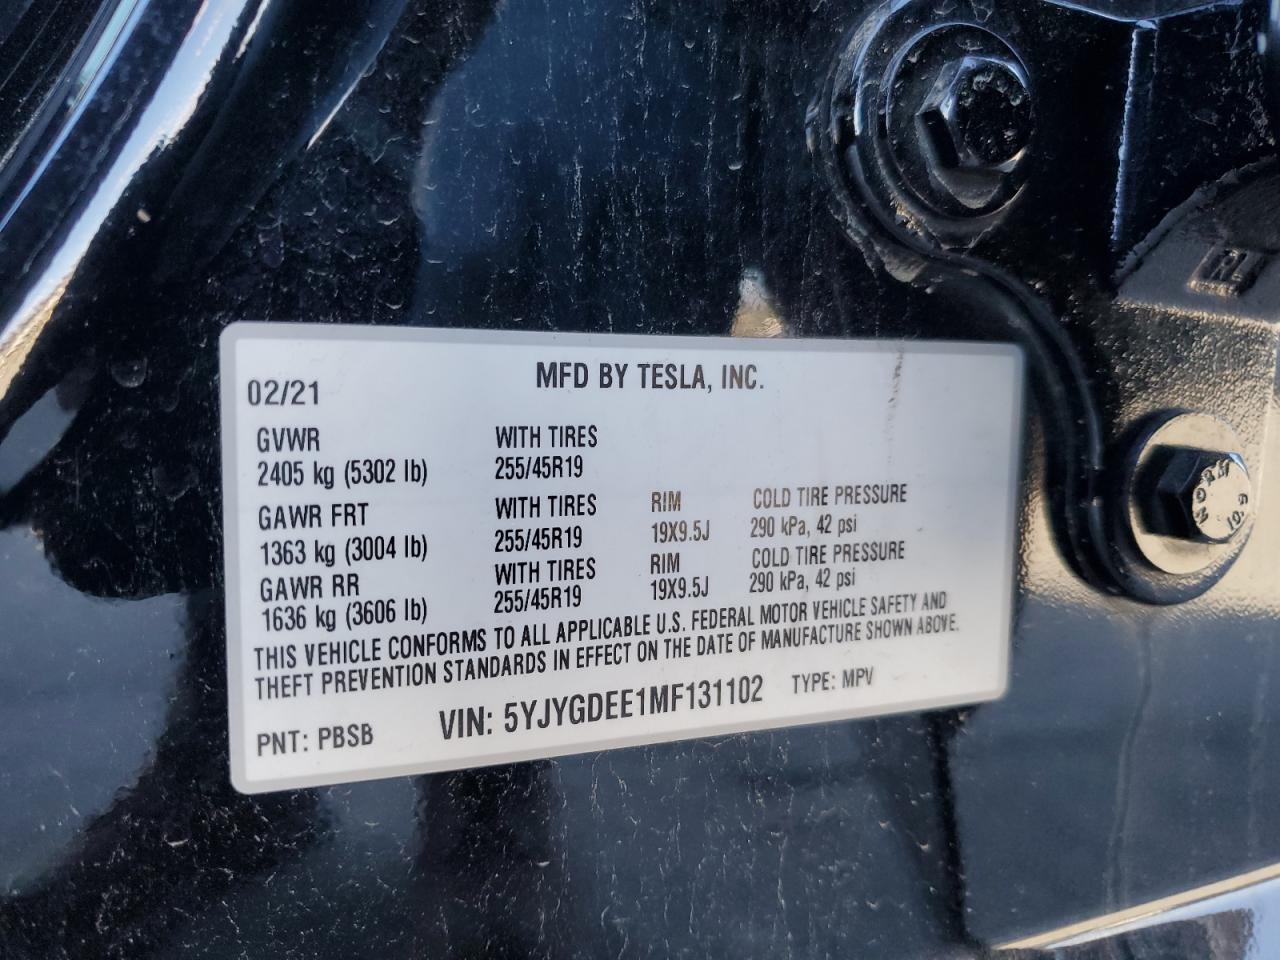 02/21 MFD BY TESLA, INC.
GVWR WITH TIRES
2405 kg (5302 lb) 255/45R19
GAWR FRT WITH TIRES RIM COLD TIRE PRESSURE
1363 kg (3004 lb) 255/45R19 19X9.5J 290 kPa, 42 psi
GAWR RR WITH TIRES RIM COLD TIRE PRESSURE
1636 kg (3606 lb) 255/45R19 19X9.5J 290 kPa, 42 psi
THIS VEHICLE CONFORMS TO ALL APPLICABLE U.S. FEDERAL MOTOR VEHICLE SAFETY AND
THEFT PREVENTION STANDARDS IN EFFECT ON THE DATE OF MANUFACTURE SHOWN ABOVE.
PNT: PBSB VIN: 5YJYGDEE1MF131102 TYPE: MPV